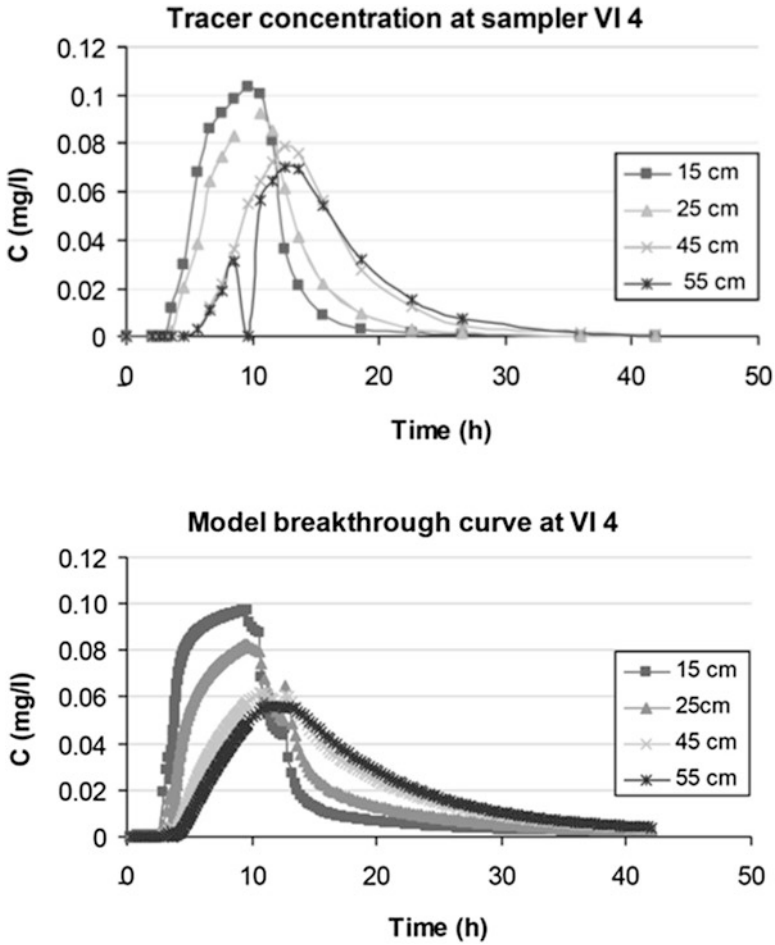 Tracer concentration at sampler VI 4
0.12
0.1
0.08
0.06
0.04
0.02
0
C (mg/l)
15 cm
25 cm
45 cm
55 cm
.0 10 20 30 40 50
Time (h)
Model breakthrough curve at VI 4
0.12
0.10
0.08
0.06
0.04
0.02
0
C (mg/l)
15 cm
25cm
45 cm
55 cm
.0 10 20 30 40 50
Time (h)